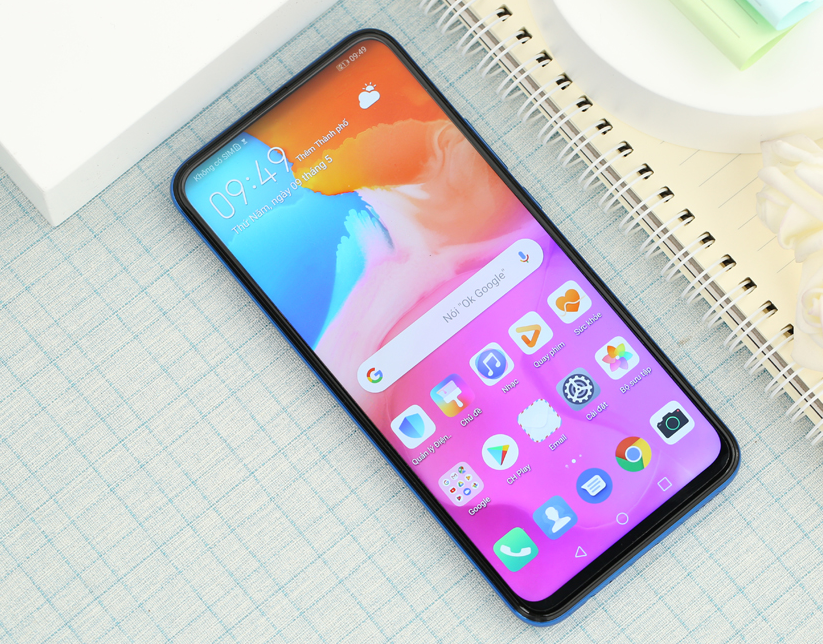 Không có SIM
09:49
09:49
Thêm Thành phố
Thứ Năm, ngày 09 tháng 5
Nói "Ok Google"
Quản lý Điện..
Chủ đề
Nhạc
Quay phim
Sức khỏe
Google
CH Play
Email
Cài đặt
Bộ sưu tập